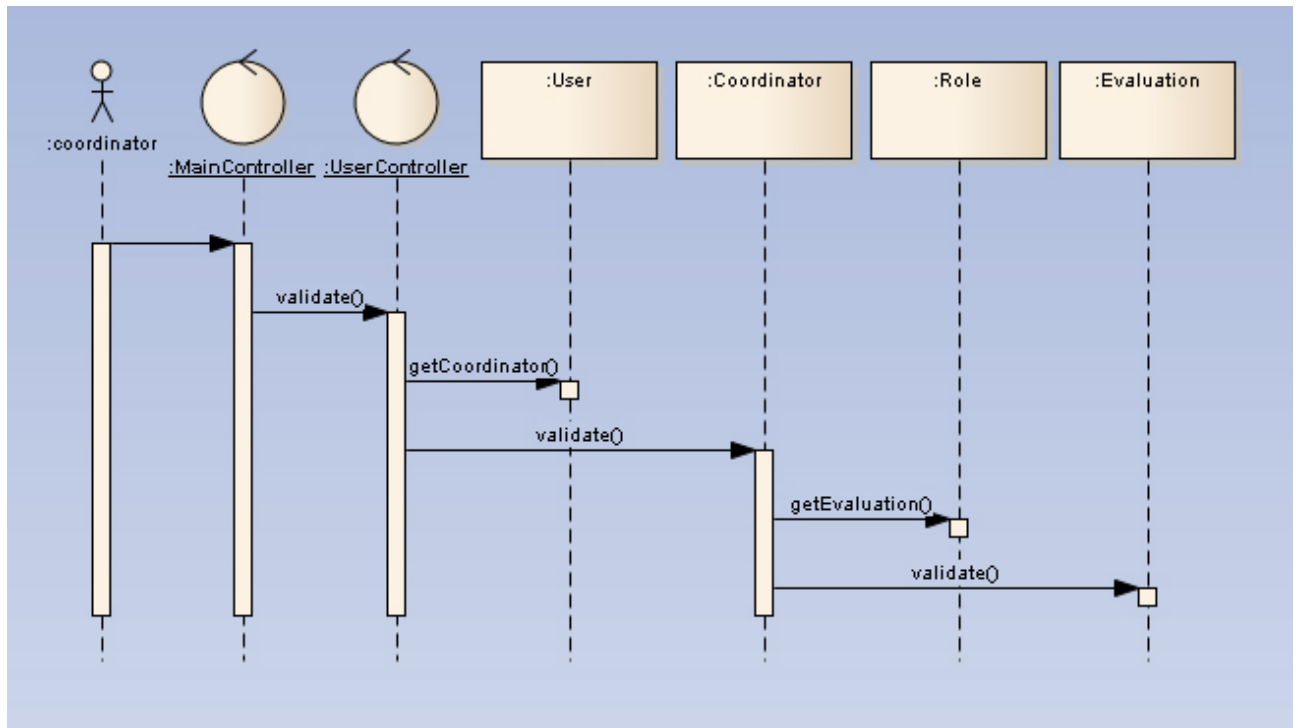 :User
:Coordinator
:Role
:Evaluation
:coordinator
:MainController
:UserController
validate()
getCoordinator()
validate()
getEvaluation()
validate()